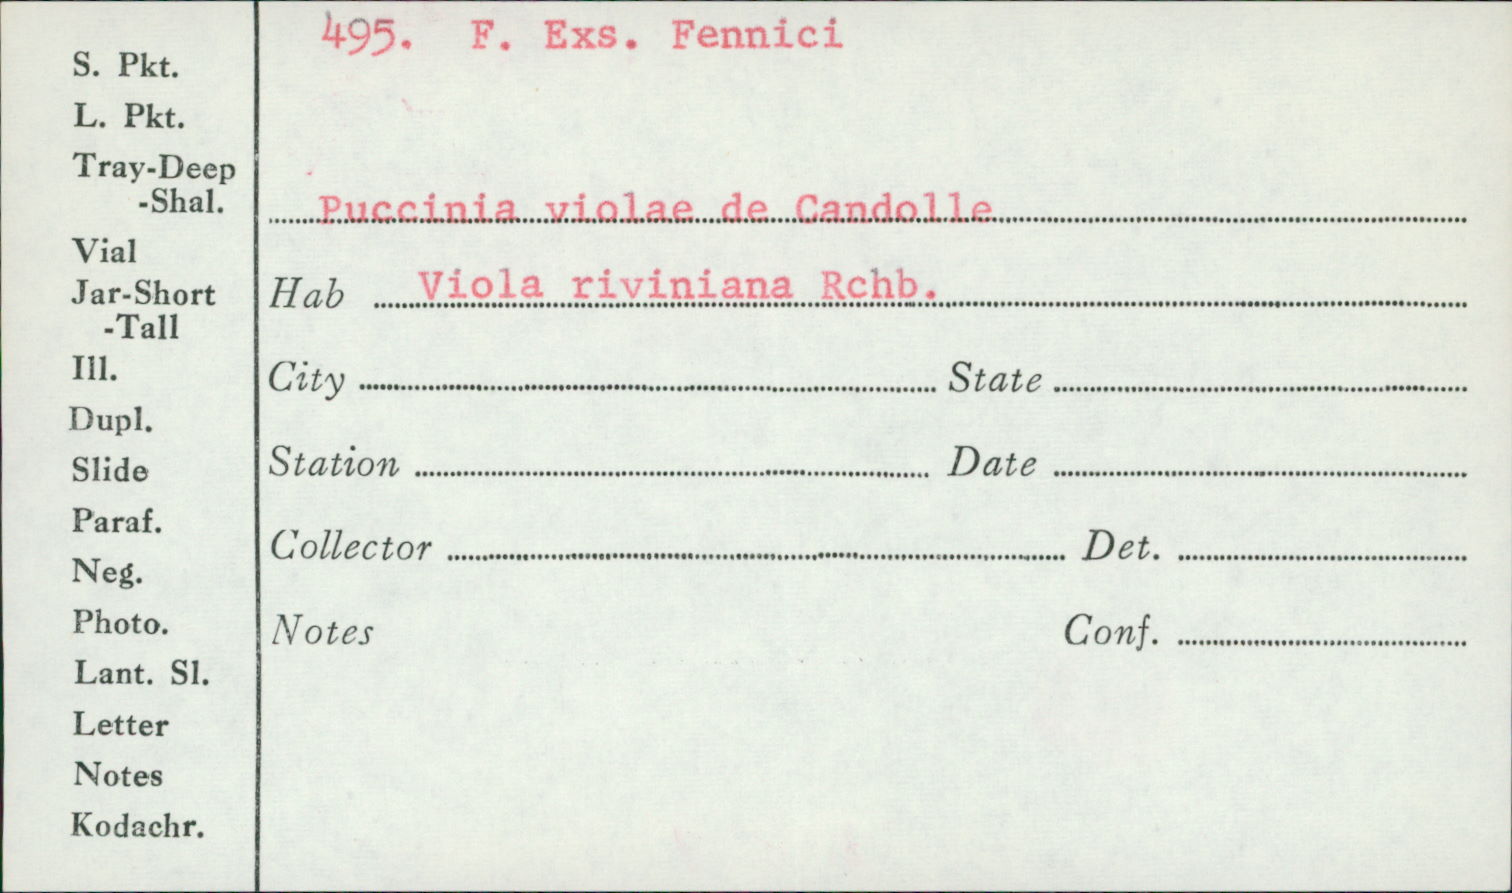 495. F. Exs. Fennici
S. Pkt.
L. Pkt.
Tray-Deep
-Shal.
Puccinia violae de Candolle
Vial
Jar-Short
-Tall
Hab Viola riviniana Rchb.
Ill.
City State
Dupl.
Slide
Station Date
Paraf.
Collector Det.
Neg.
Photo.
Notes Conf.
Lant. Sl.
Letter
Notes
Kodachr.